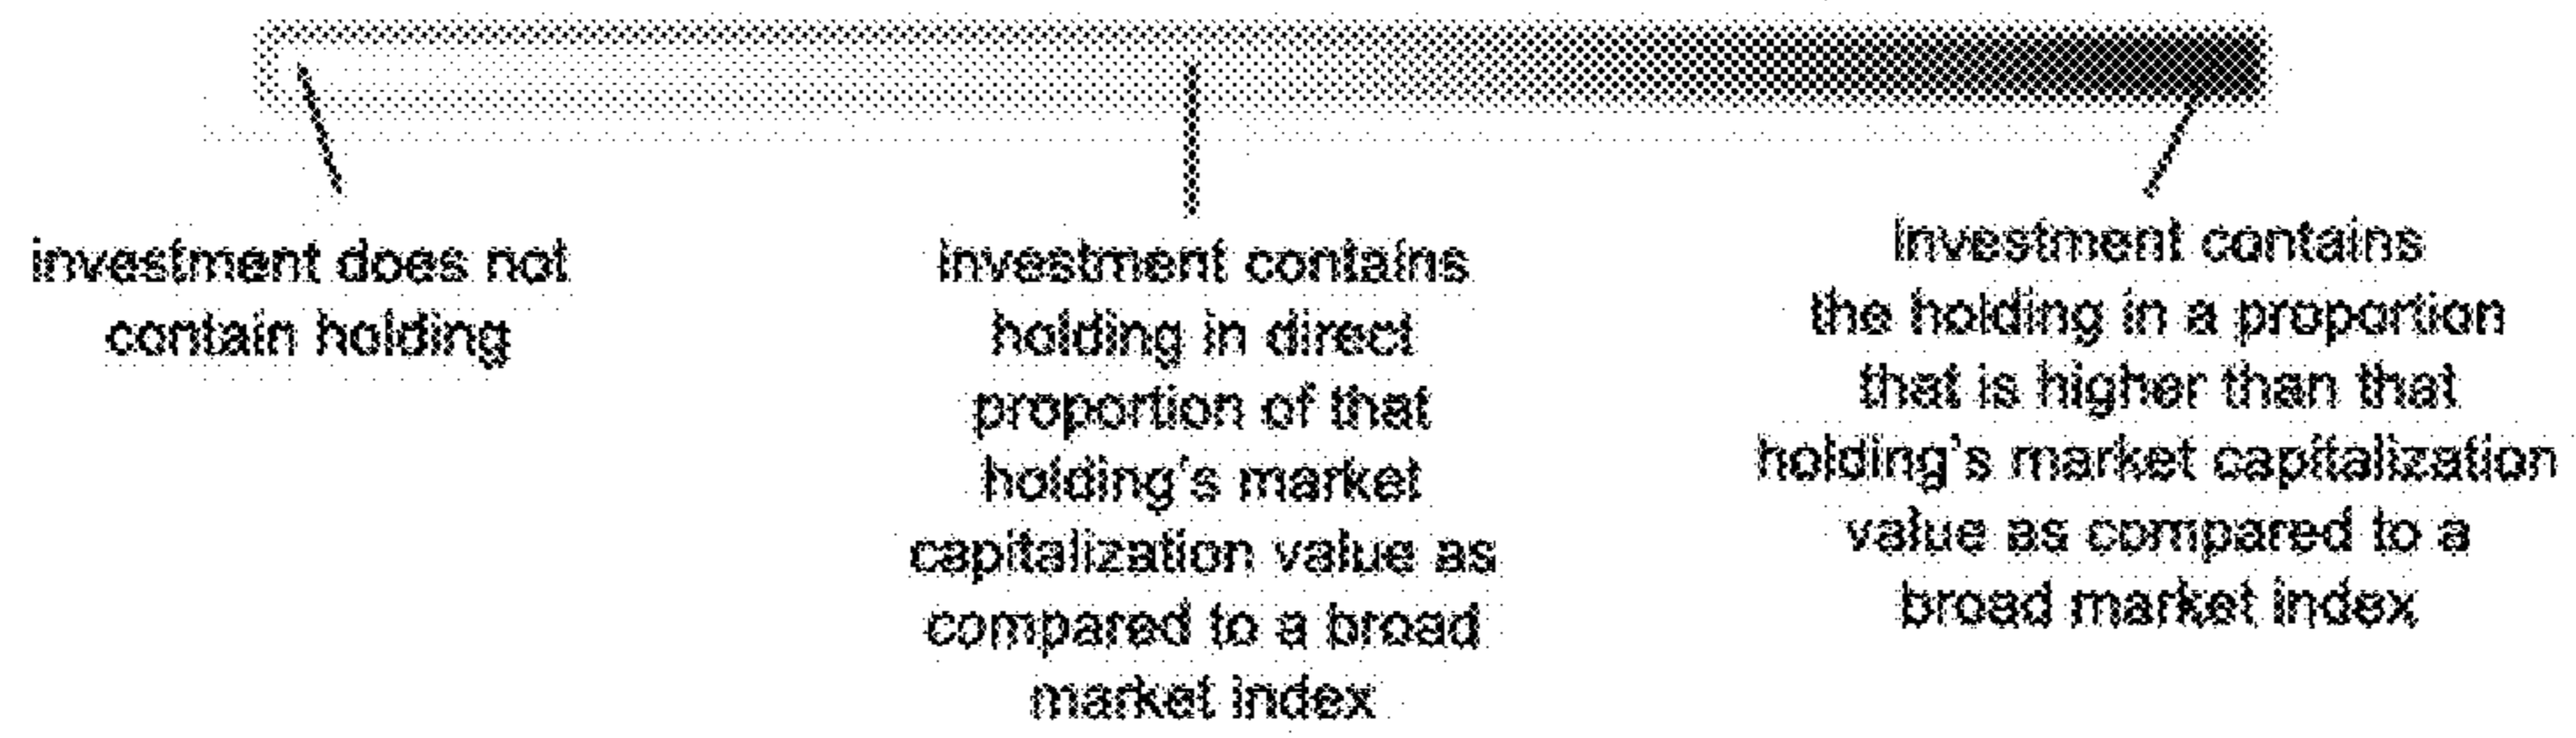 investment does not
contain holding
investment contains
holding in direct
proportion of that
holding's market
capitalization value as
compared to a broad
market index
investment contains
the holding in a proportion
that is higher than that
holding's market capitalization
value as compared to a
broad market index